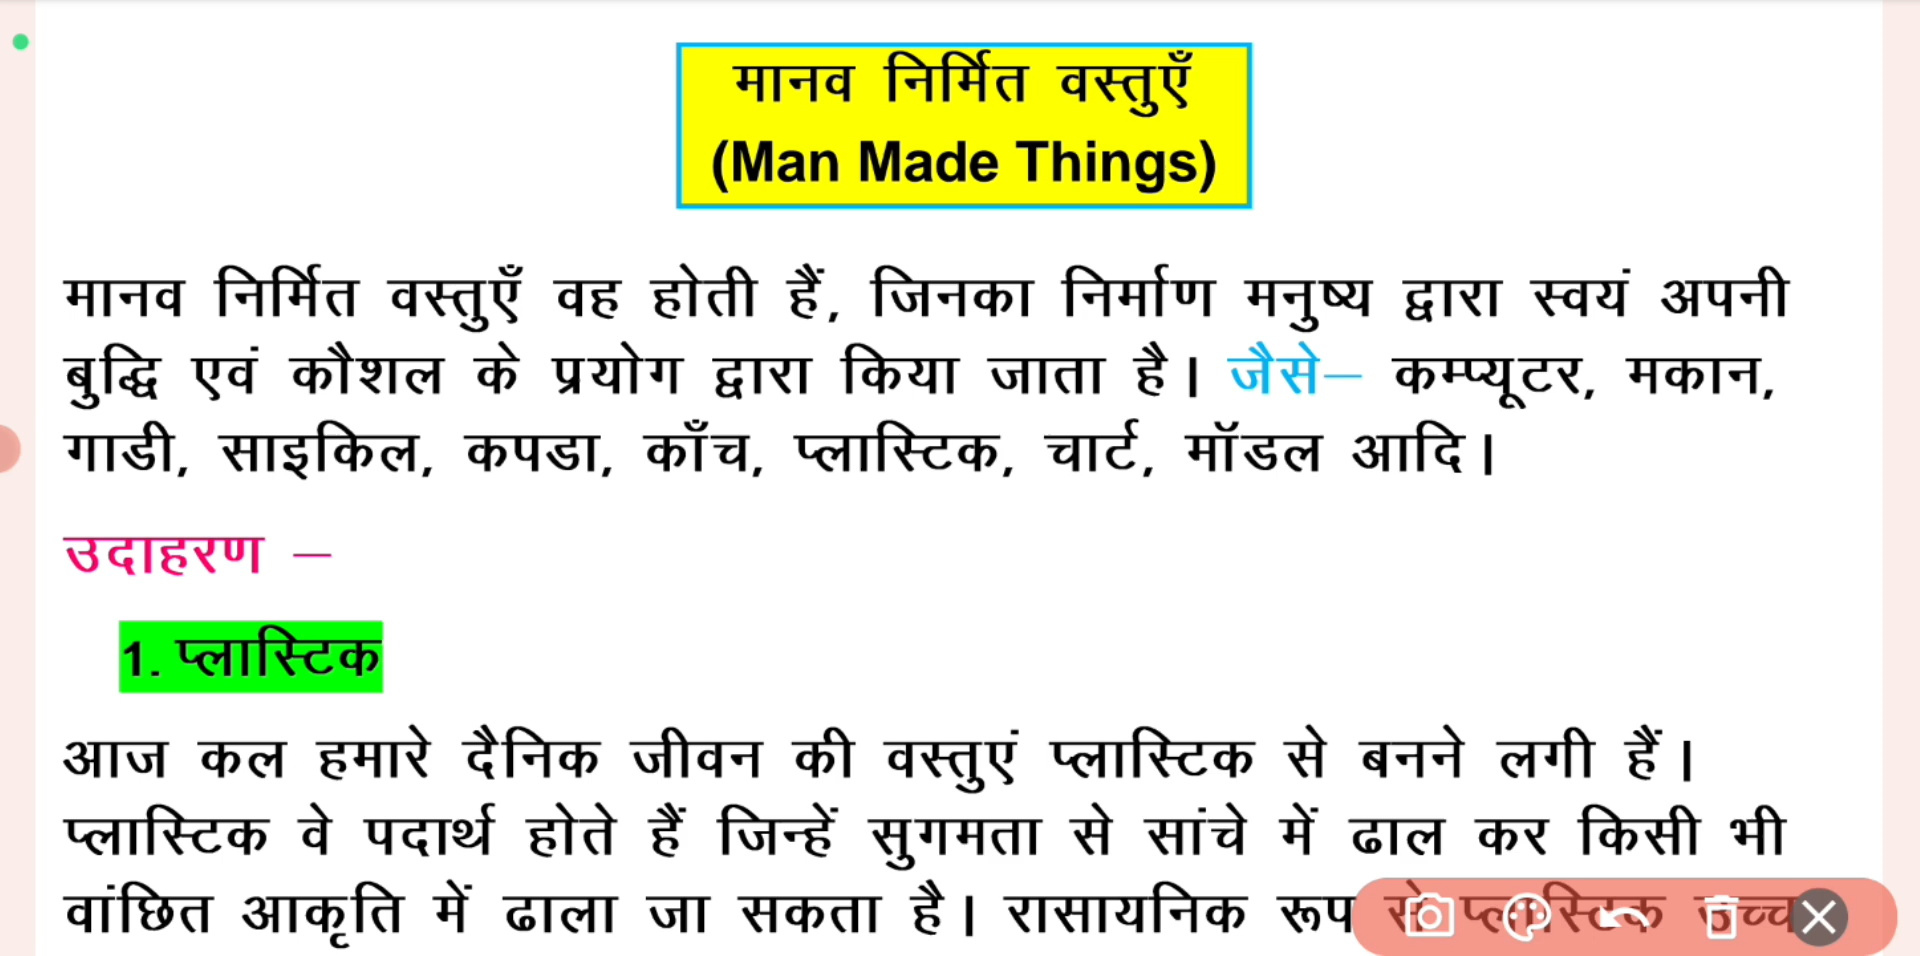 मानव निर्मित वस्तुएँ
(Man Made Things)
मानव निर्मित वस्तुएँ वह होती हैं, जिनका निर्माण मनुष्य द्वारा स्वयं अपनी
बुद्धि एवं कौशल के प्रयोग द्वारा किया जाता है। जैसे– कम्प्यूटर, मकान,
गाडी, साइकिल, कपडा, काँच, प्लास्टिक, चार्ट, मॉडल आदि।
उदाहरण –
1. प्लास्टिक
आज कल हमारे दैनिक जीवन की वस्तुएं प्लास्टिक से बनने लगी हैं।
प्लास्टिक वे पदार्थ होते हैं जिन्हें सुगमता से सांचे में ढाल कर किसी भी
वांछित आकृति में ढाला जा सकता है। रासायनिक रूप से प्लास्टिक उच्च